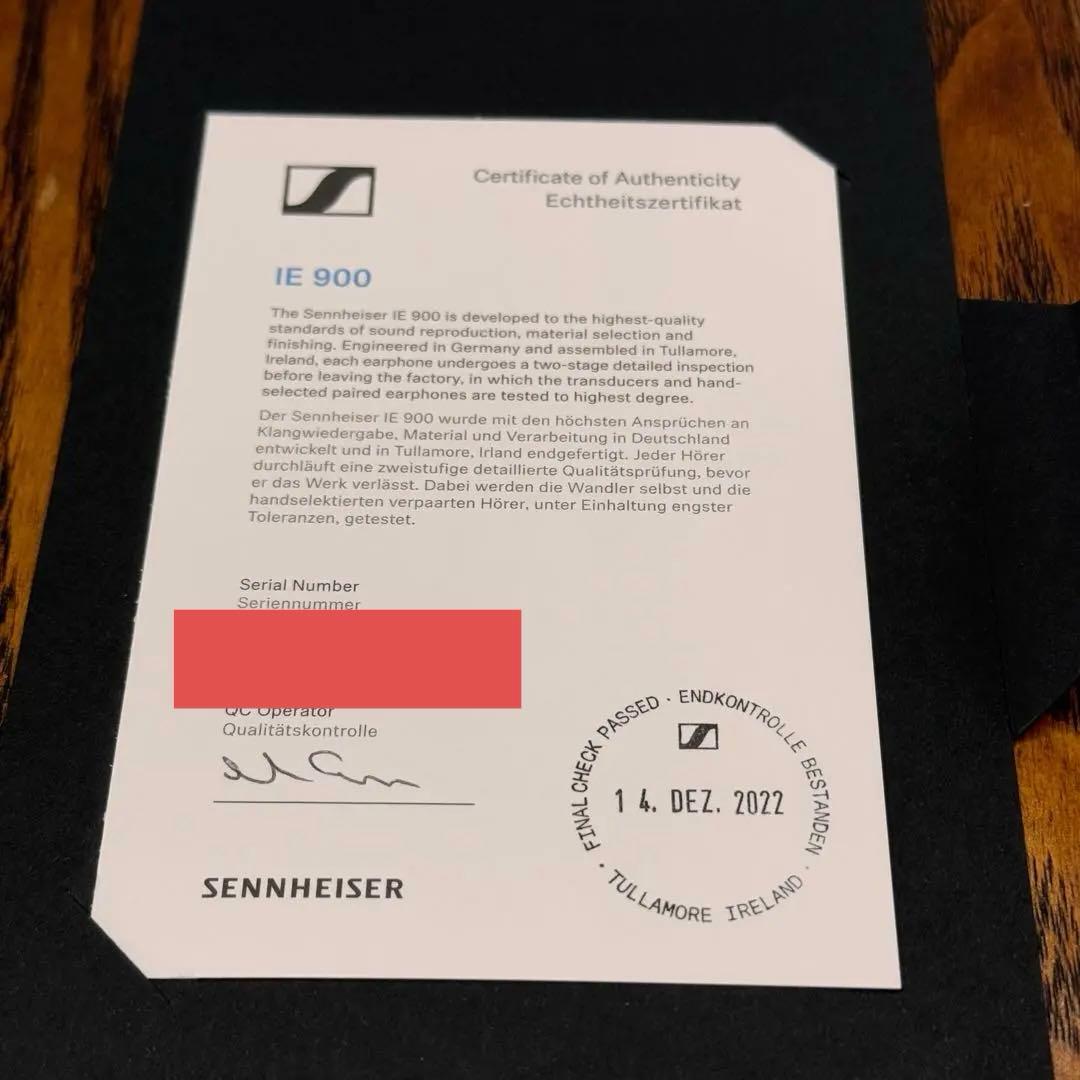 Certificate of Authenticity
Echtheitszertifikat
IE 900
The Sennheiser IE 900 is developed to the highest-quality
standards of sound reproduction, material selection and
finishing. Engineered in Germany and assembled in Tullamore,
Ireland, each earphone undergoes a two-stage detailed inspection
before leaving the factory, in which the transducers and hand-
selected paired earphones are tested to highest degree.
Der Sennheiser IE 900 wurde mit den höchsten Ansprüchen an
Klangwiedergabe, Material und Verarbeitung in Deutschland
entwickelt und in Tullamore, Irland endgefertigt. Jeder Hörer
durchläuft eine zweistufige detaillierte Qualitätsprüfung, bevor
er das Werk verlässt. Dabei werden die Wandler selbst und die
handselektierten verpaarten Hörer, unter Einhaltung engster
Toleranzen, getestet.
Serial Number
Seriennummer
QC Operator
Qualitätskontrolle
FINAL CHECK PASSED · ENDKONTROLLE BESTANDEN ·
14. DEZ. 2022
· TULLAMORE IRELAND ·
SENNHEISER